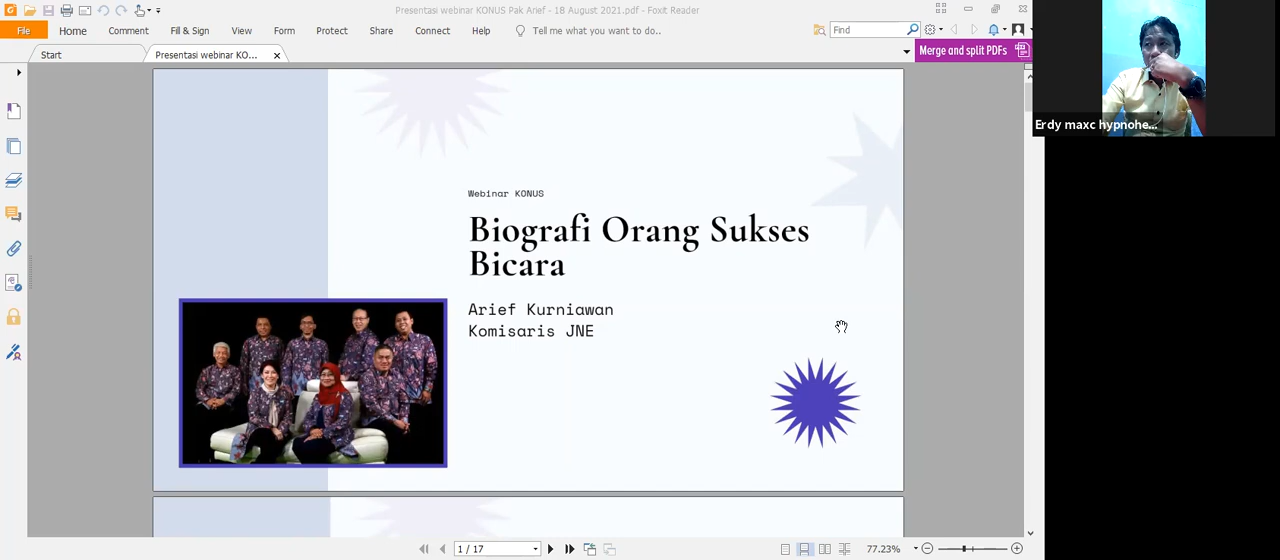 Presentasi webinar KONUS Pak Arief - 18 August 2021.pdf - Foxit Reader
File Home Comment Fill & Sign View Form Protect Share Connect Help Tell me what you want to do.. Find
Start Presentasi webinar KO... Merge and split PDFs
Erdy maxc hypnohe...
Webinar KONUS
Biografi Orang Sukses
Bicara
Arief Kurniawan
Komisaris JNE
1 / 17 77.23%